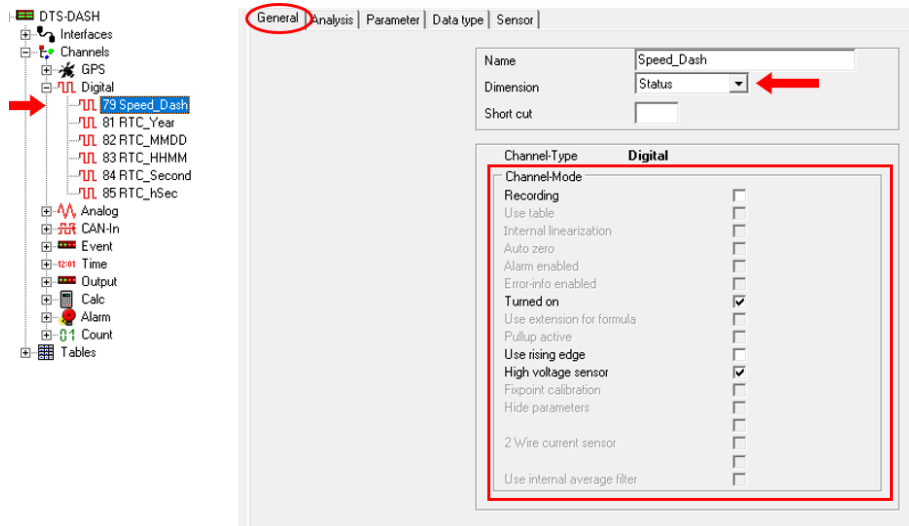 DTS-DASH
Interfaces
Channels
GPS
Digital
79 Speed_Dash
81 RTC_Year
82 RTC_MMDD
83 RTC_HHMM
84 RTC_Second
85 RTC_hSec
Analog
CAN-In
Event
12:01 Time
Output
Calc
Alarm
01 Count
Tables
General Analysis Parameter Data type Sensor
Name Speed_Dash
Dimension Status
Short cut
Channel-Type Digital
Channel-Mode
Recording
Use table
Internal linearization
Auto zero
Alarm enabled
Error-info enabled
Turned on
Use extension for formula
Pullup active
Use rising edge
High voltage sensor
Fixpoint calibration
Hide parameters
2 Wire current sensor
Use internal average filter